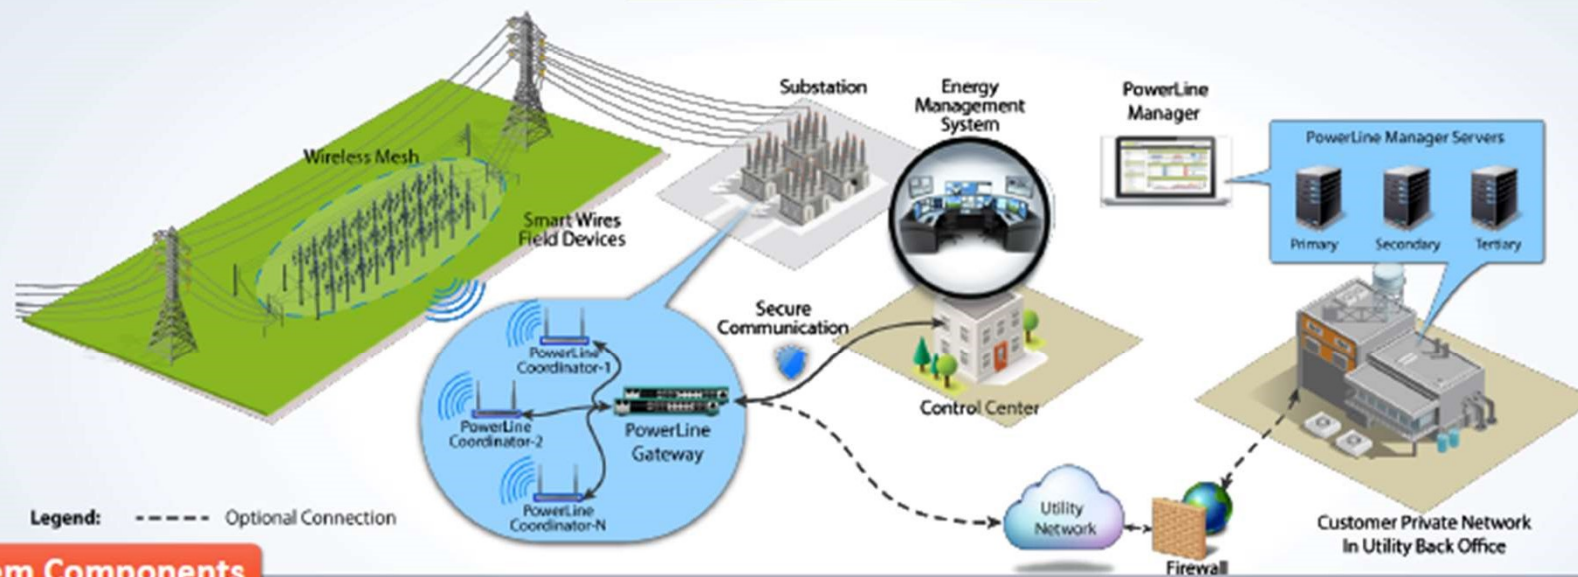 Substation
Energy
Management
System
PowerLine
Manager
PowerLine Manager Servers
Primary
Secondary
Tertiary
Wireless Mesh
Smart Wires
Field Devices
Secure
Communication
PowerLine
Coordinator-1
PowerLine
Coordinator-2
PowerLine
Coordinator-N
PowerLine
Gateway
Control Center
Utility
Network
Firewall
Customer Private Network
In Utility Back Office
Legend:
Optional Connection
Components